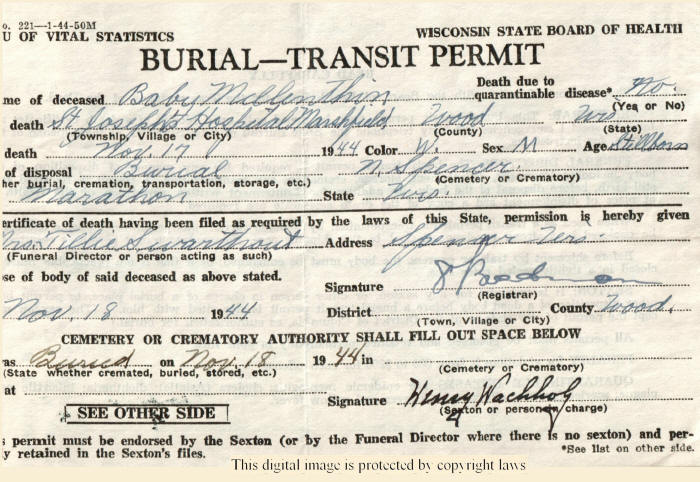 o. 221—1-44-50M
U OF VITAL STATISTICS WISCONSIN STATE BOARD OF HEALTH
BURIAL—TRANSIT PERMIT
Death due to
me of deceased Baby Millenthin quarantinable disease* No.
(Yes or No)
death St Joseph's Hospital Marshfield Wood Wis
(Township, Village or City) (County) (State)
death Nov. 17 1944 Color W. Sex M Age Stillborn
of disposal Burial N. Spencer
her burial, cremation, transportation, storage, etc.) (Cemetery or Crematory)
Marathon State Wis.
ertificate of death having been filed as required by the laws of this State, permission is hereby given
Mrs. Tillie Swarthout Address Spencer Wis.
(Funeral Director or person acting as such)
se of body of said deceased as above stated.
Signature
(Registrar)
Nov. 18 1944 District County Wood.
(Town, Village or City)
CEMETERY OR CREMATORY AUTHORITY SHALL FILL OUT SPACE BELOW
as Buried on Nov. 18 1944 in
(State whether cremated, buried, stored, etc.) (Cemetery or Crematory)
at
Signature Henry Wachholz
SEE OTHER SIDE (Sexton or person in charge)
s permit must be endorsed by the Sexton (or by the Funeral Director where there is no sexton) and per-
y retained in the Sexton's files. *See list on other side.
This digital image is protected by copyright laws